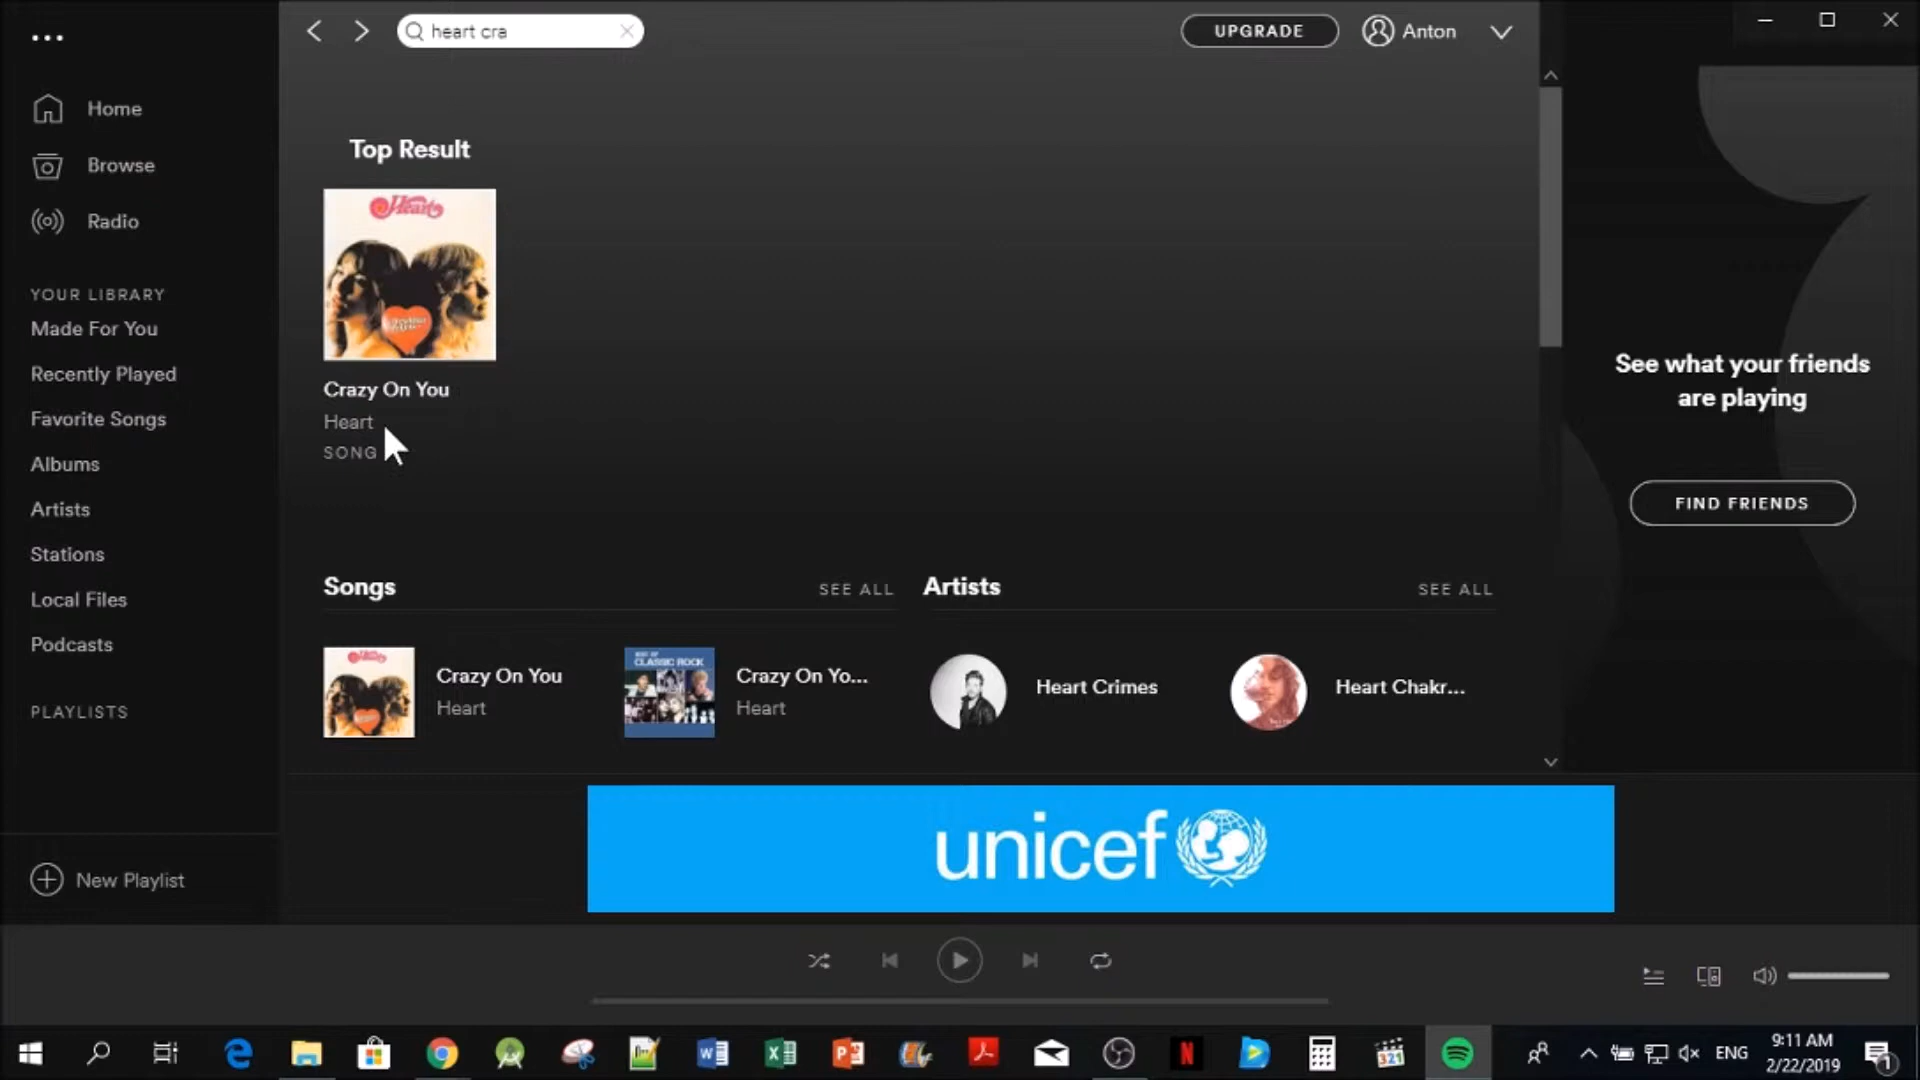 heart cra
UPGRADE
Anton
Home
Browse
Radio
YOUR LIBRARY
Made For You
Recently Played
Favorite Songs
Albums
Artists
Stations
Local Files
Podcasts
PLAYLISTS
New Playlist
Top Result
Heart
Crazy On You
Heart
SONG
Songs
SEE ALL
Crazy On You
Heart
CLASSIC ROCK
Crazy On Yo...
Heart
Artists
SEE ALL
Heart Crimes
Heart Chakr...
See what your friends
are playing
FIND FRIENDS
unicef
ENG
9:11 AM
2/22/2019
1